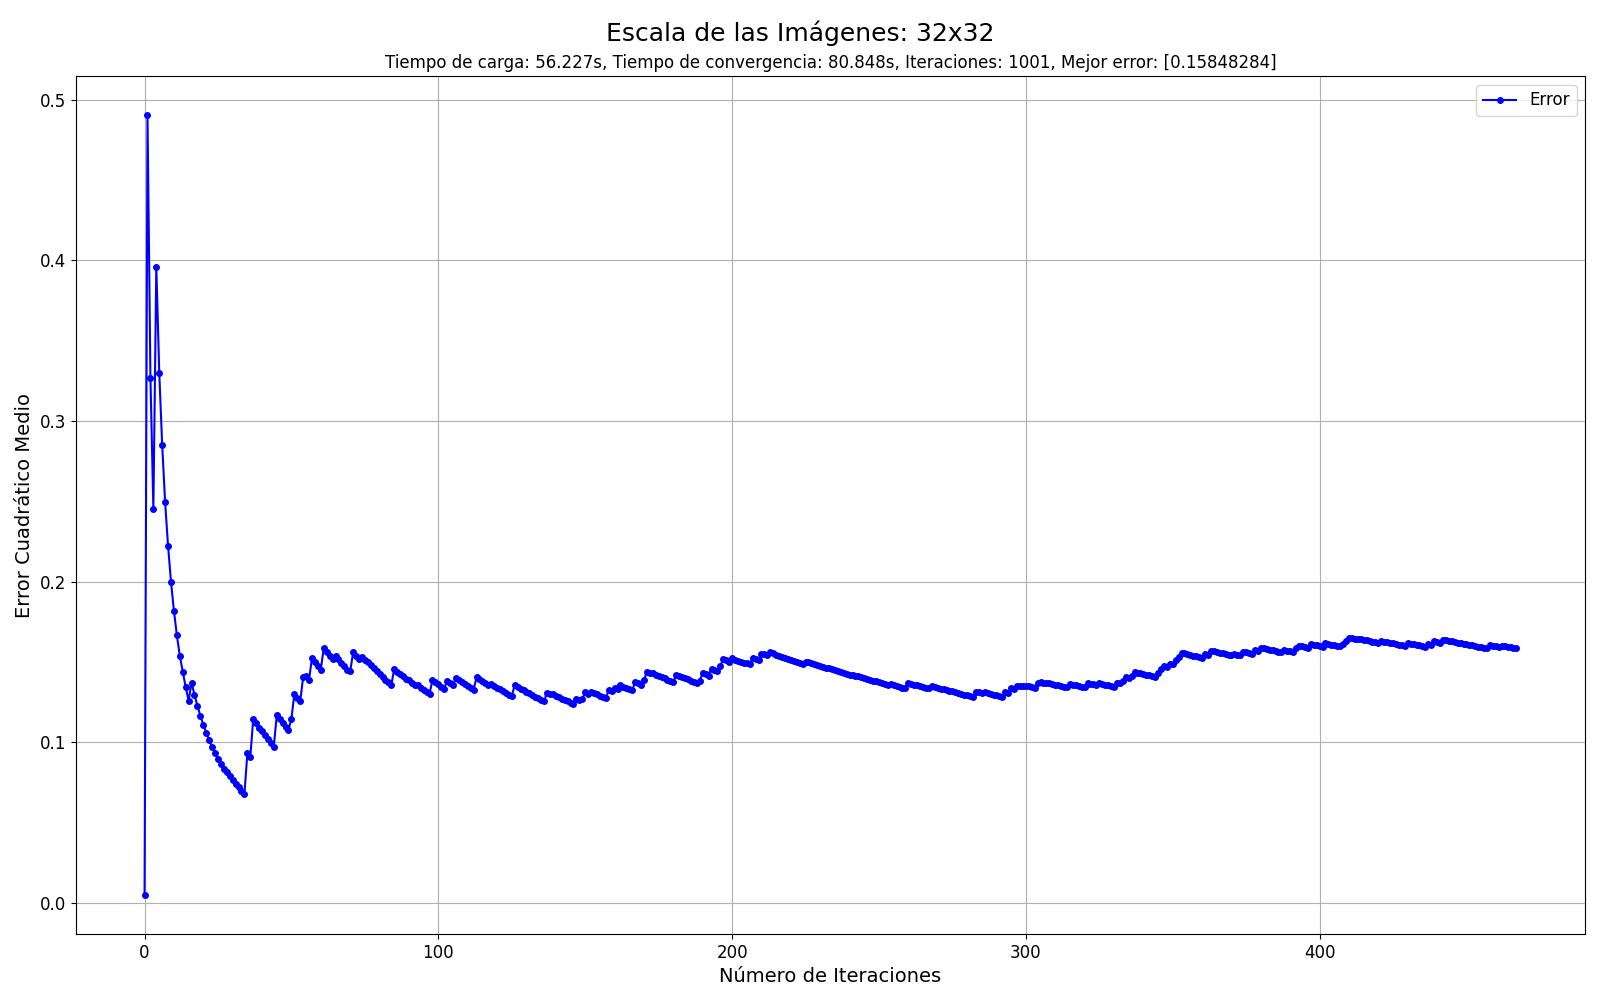 Escala de las Imágenes: 32x32
Tiempo de carga: 56.227s, Tiempo de convergencia: 80.848s, Iteraciones: 1001, Mejor error: [0.15848284]
Error
Error Cuadrático Medio
0.5
0.4
0.3
0.2
0.1
0.0
0 100 200 300 400
Número de Iteraciones